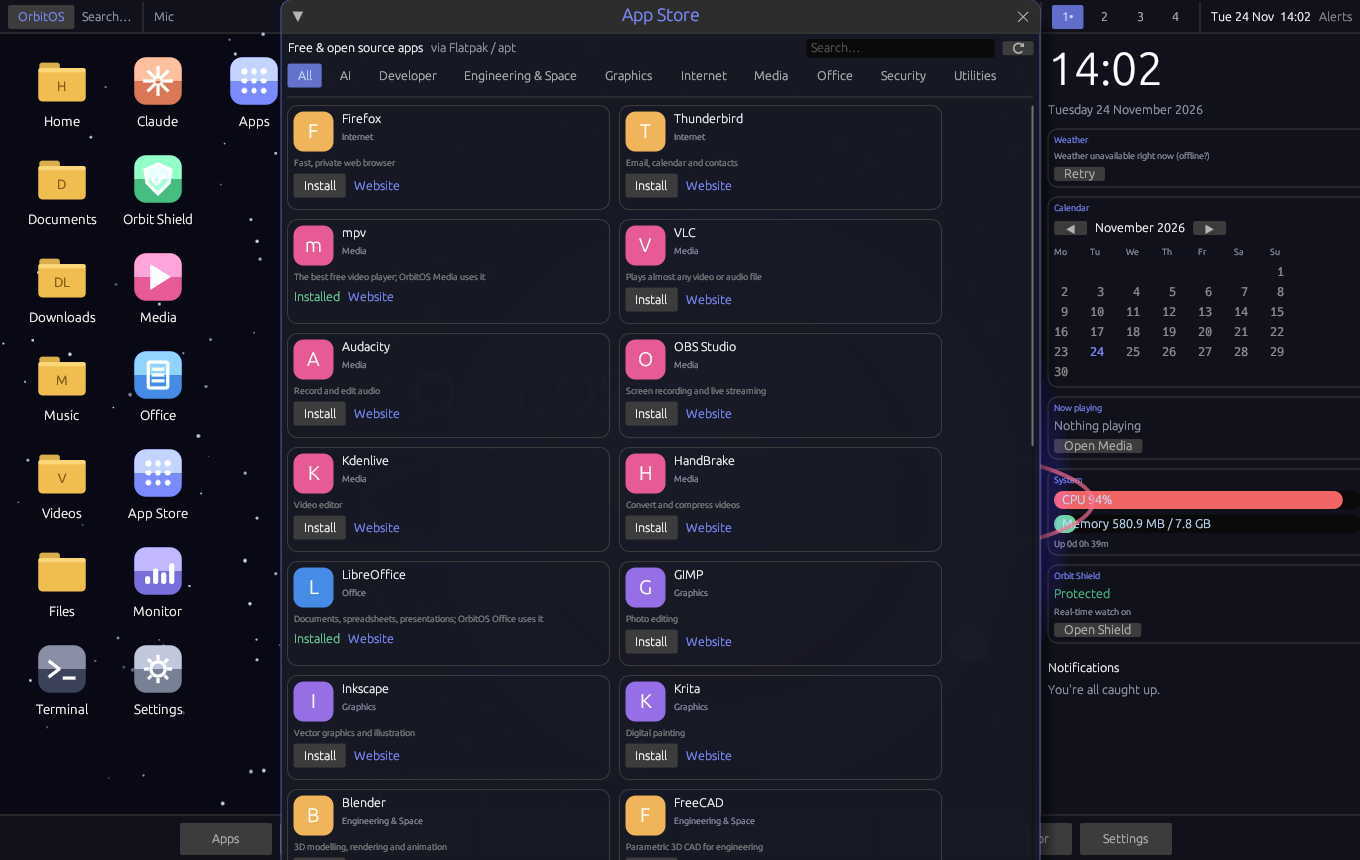 OrbitOS Search… Mic
App Store
1• 2 3 4 Tue 24 Nov 14:02 Alerts
H
Home
Claude
Apps
D
Documents
Orbit Shield
DL
Downloads
Media
M
Music
Office
V
Videos
App Store
Files
Monitor
Terminal
Settings
Apps
Free & open source apps via Flatpak / apt
Search…
All AI Developer Engineering & Space Graphics Internet Media Office Security Utilities
F
Firefox
Internet
Fast, private web browser
Install Website
T
Thunderbird
Internet
Email, calendar and contacts
Install Website
m
mpv
Media
The best free video player; OrbitOS Media uses it
Installed Website
V
VLC
Media
Plays almost any video or audio file
Install Website
A
Audacity
Media
Record and edit audio
Install Website
O
OBS Studio
Media
Screen recording and live streaming
Install Website
K
Kdenlive
Media
Video editor
Install Website
H
HandBrake
Media
Convert and compress videos
Install Website
L
LibreOffice
Office
Documents, spreadsheets, presentations; OrbitOS Office uses it
Installed Website
G
GIMP
Graphics
Photo editing
Install Website
I
Inkscape
Graphics
Vector graphics and illustration
Install Website
K
Krita
Graphics
Digital painting
Install Website
B
Blender
Engineering & Space
3D modelling, rendering and animation
F
FreeCAD
Engineering & Space
Parametric 3D CAD for engineering
14:02
Tuesday 24 November 2026
Weather
Weather unavailable right now (offline?)
Retry
Calendar
November 2026
Mo Tu We Th Fr Sa Su
1
2 3 4 5 6 7 8
9 10 11 12 13 14 15
16 17 18 19 20 21 22
23 24 25 26 27 28 29
30
Now playing
Nothing playing
Open Media
System
CPU 94%
Memory 580.9 MB / 7.8 GB
Up 0d 0h 39m
Orbit Shield
Protected
Real-time watch on
Open Shield
Notifications
You're all caught up.
or
Settings